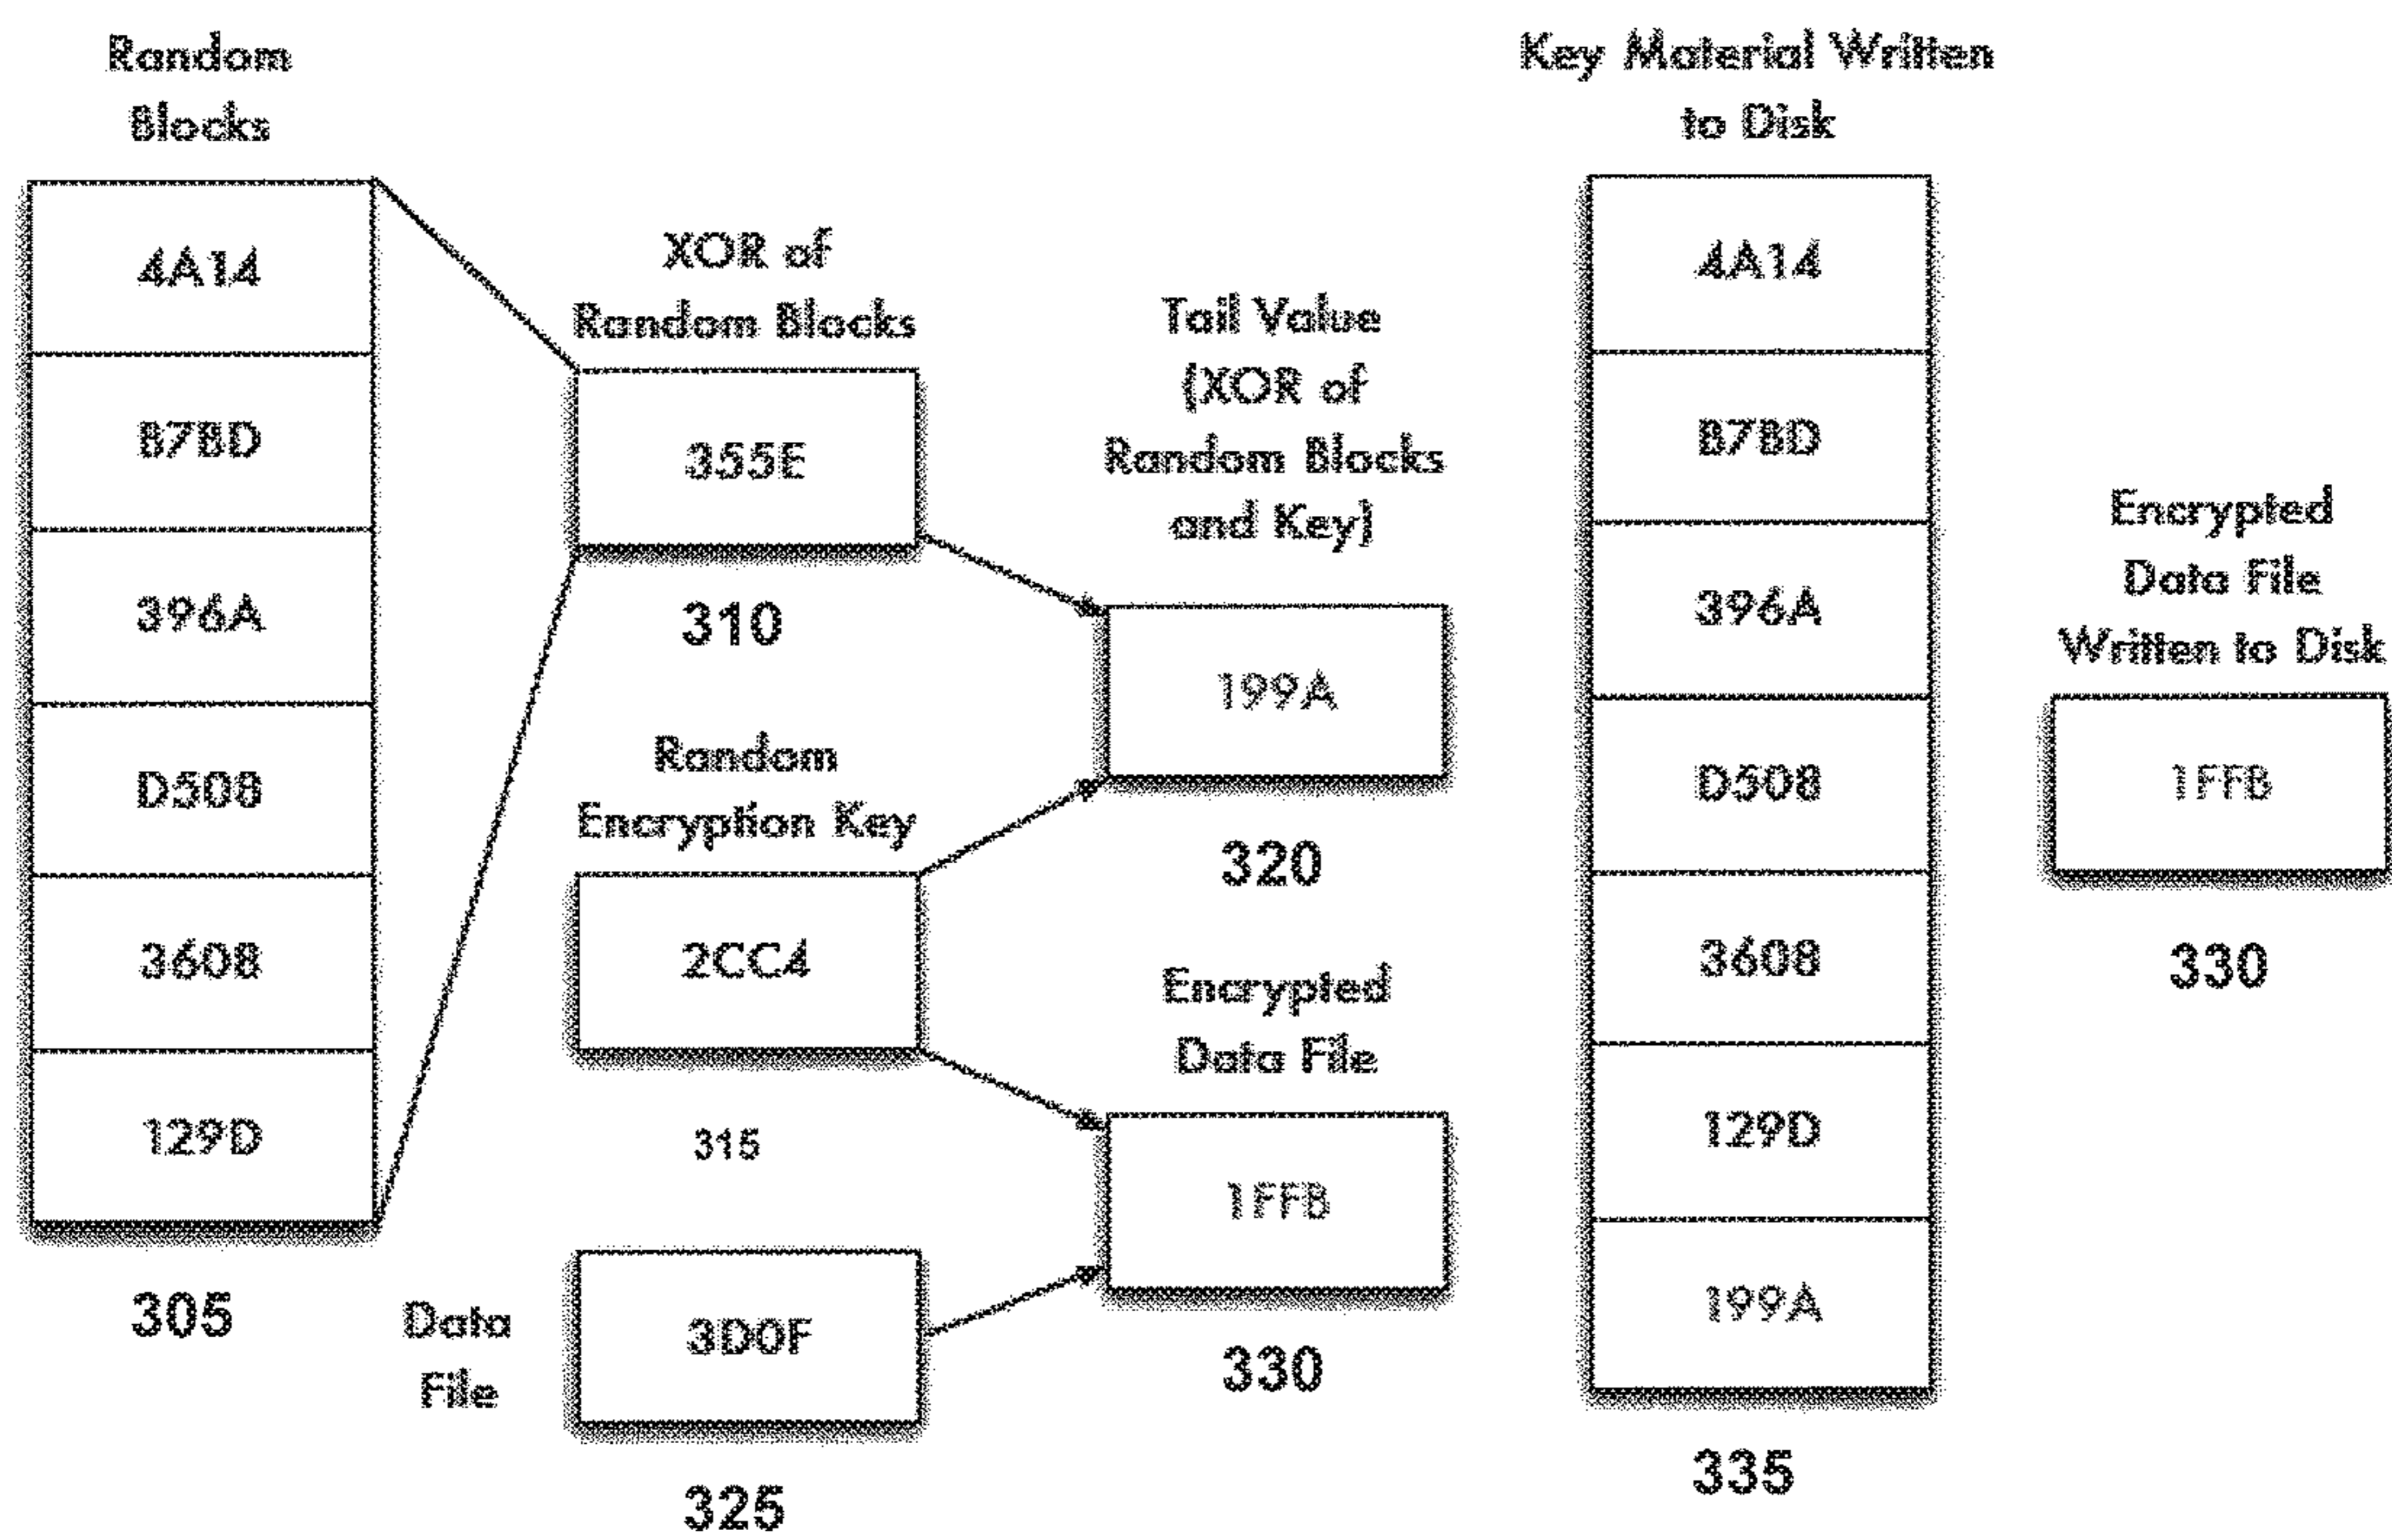 Random
Blocks
4A14
B7BD
396A
D508
3608
129D
305
XOR of
Random Blocks
355E
310
Random
Encryption Key
2CC4
315
Data
File
3D0F
325
Tail Value
(XOR of
Random Blocks
and Key)
199A
320
Encrypted
Data File
1FFB
330
Key Material Written
to Disk
4A14
B7BD
396A
D508
3608
129D
199A
335
Encrypted
Data File
Written to Disk
1FFB
330